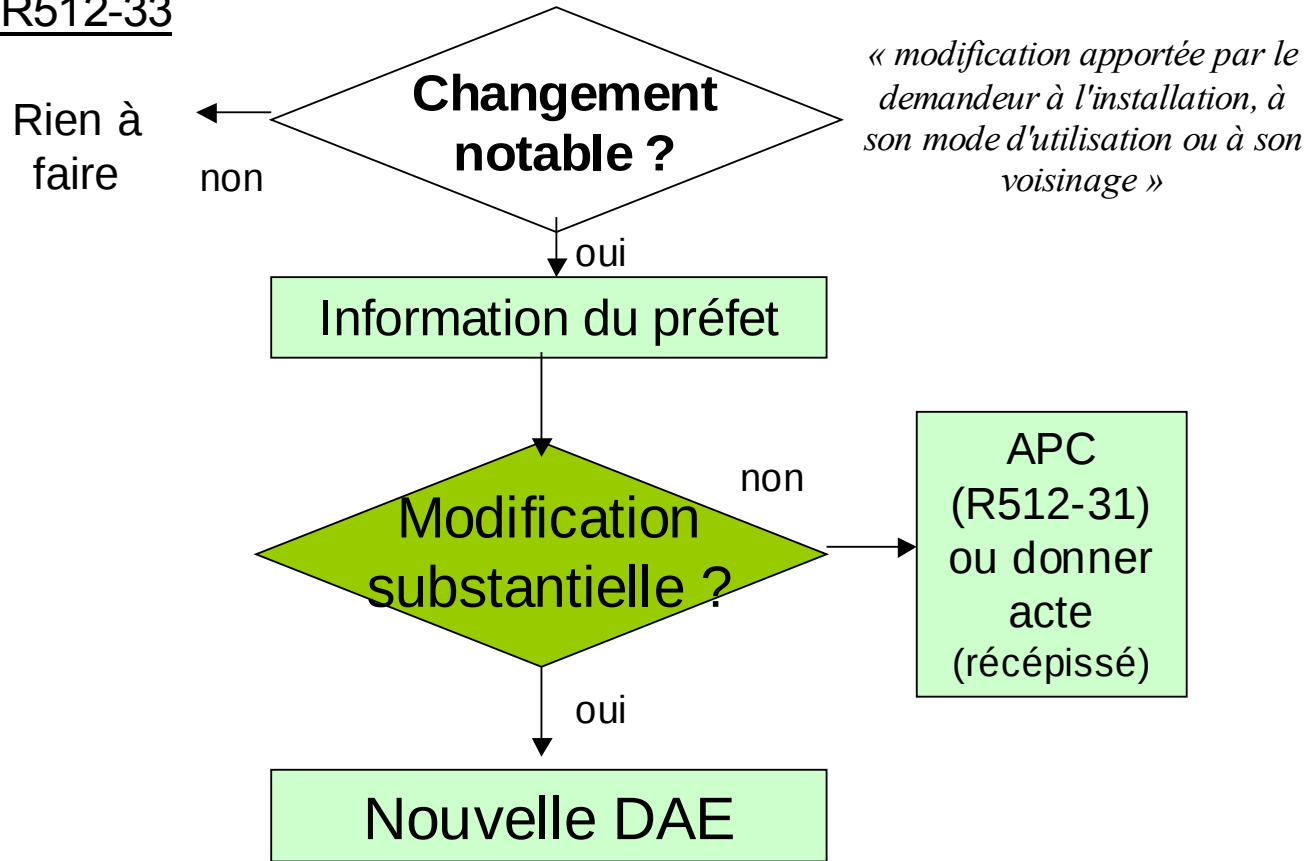 R512-33
Changement
notable ?
« modification apportée par le
demandeur à l'installation, à
son mode d'utilisation ou à son
voisinage »
Rien à
faire
non
oui
Information du préfet
Modification
substantielle ?
non
APC
(R512-31)
ou donner
acte
(récépissé)
oui
Nouvelle DAE